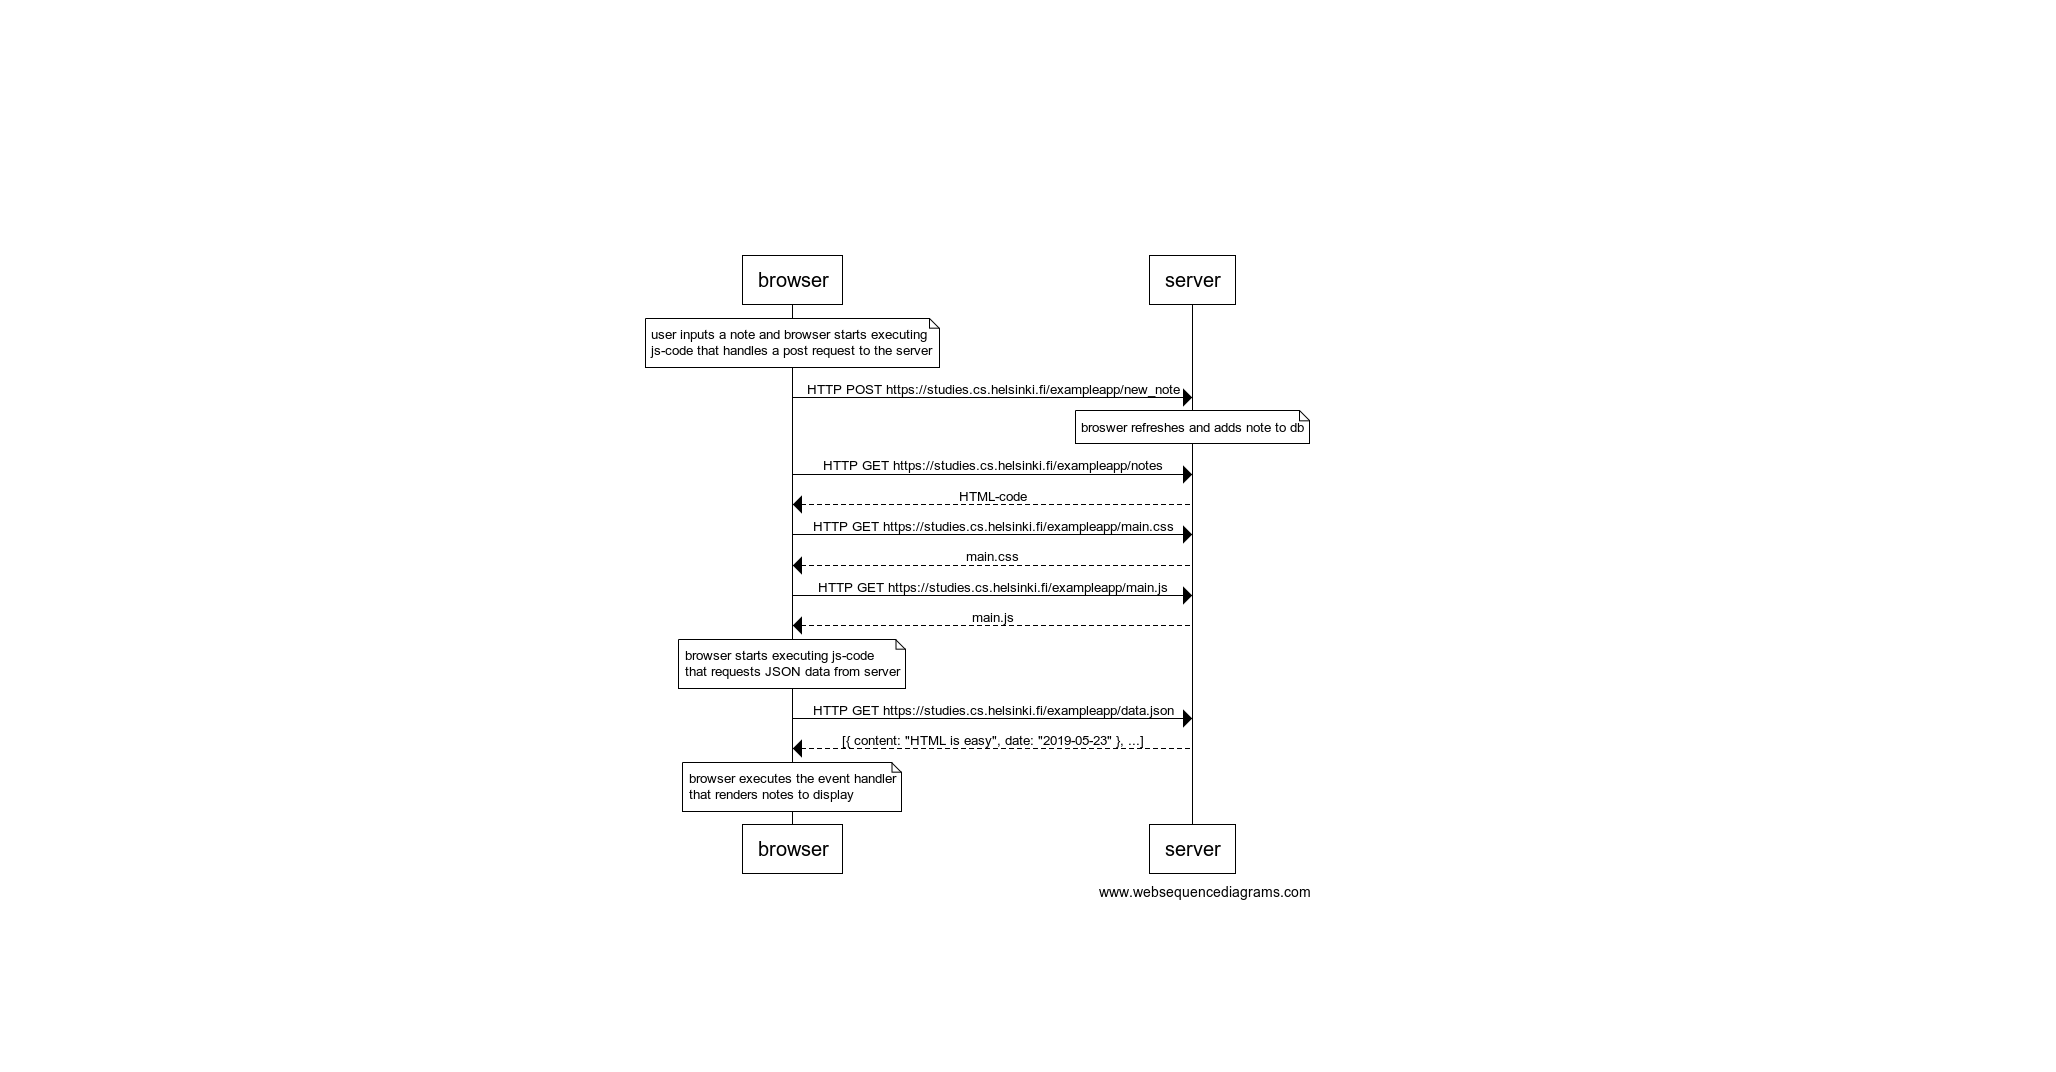 browser
server
user inputs a note and browser starts executing
js-code that handles a post request to the server
HTTP POST https://studies.cs.helsinki.fi/exampleapp/new_note
broswer refreshes and adds note to db
HTTP GET https://studies.cs.helsinki.fi/exampleapp/notes
HTML-code
HTTP GET https://studies.cs.helsinki.fi/exampleapp/main.css
main.css
HTTP GET https://studies.cs.helsinki.fi/exampleapp/main.js
main.js
browser starts executing js-code
that requests JSON data from server
HTTP GET https://studies.cs.helsinki.fi/exampleapp/data.json
[{ content: "HTML is easy", date: "2019-05-23" }, ...]
browser executes the event handler
that renders notes to display
browser
server
www.websequencediagrams.com